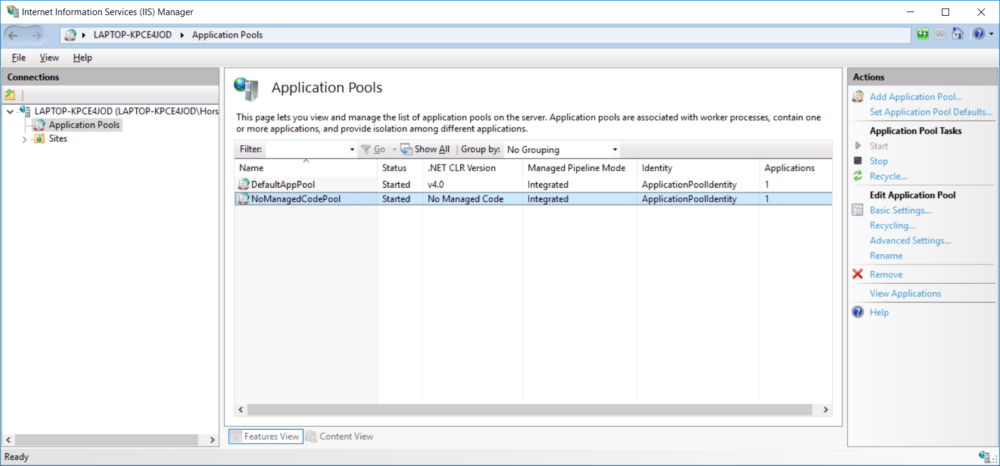 Internet Information Services (IIS) Manager
LAPTOP-KPCE4JOD Application Pools
File View Help
Connections
LAPTOP-KPCE4JOD (LAPTOP-KPCE4JOD\Hors
Application Pools
Sites
Application Pools
This page lets you view and manage the list of application pools on the server. Application pools are associated with worker processes, contain one
or more applications, and provide isolation among different applications.
Filter: Go Show All Group by: No Grouping
Name Status .NET CLR Version Managed Pipeline Mode Identity Applications
DefaultAppPool Started v4.0 Integrated ApplicationPoolIdentity 1
NoManagedCodePool Started No Managed Code Integrated ApplicationPoolIdentity 1
Features View Content View
Actions
Add Application Pool...
Set Application Pool Defaults...
Application Pool Tasks
Start
Stop
Recycle...
Edit Application Pool
Basic Settings...
Recycling...
Advanced Settings...
Rename
Remove
View Applications
Help
Ready